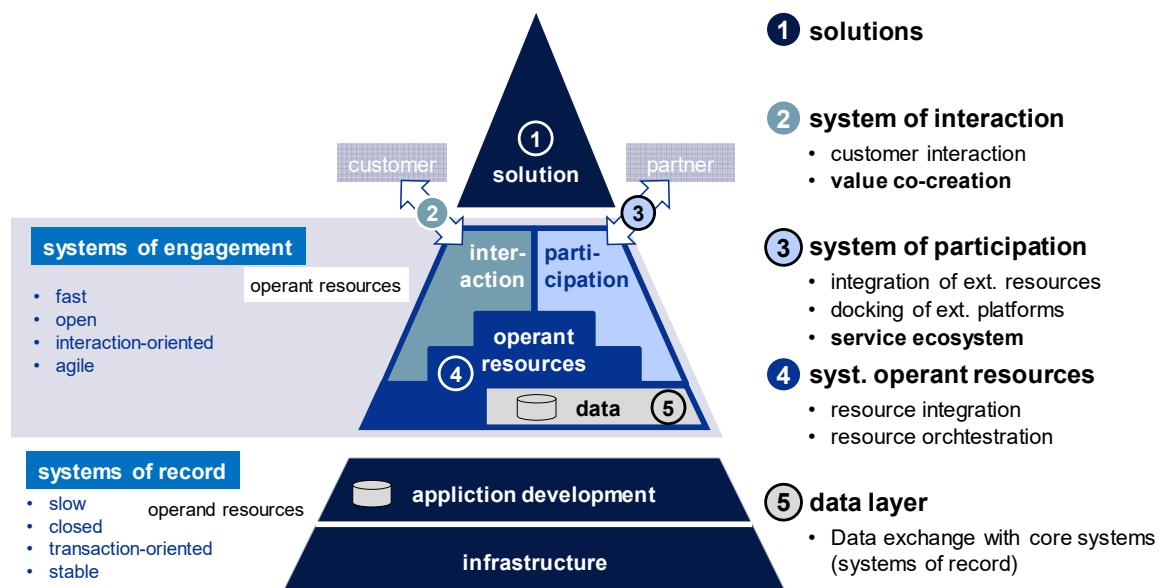 1
solution
customer
partner
2
3
systems of engagement
operant resources
• fast
• open
• interaction-oriented
• agile
inter-
action
parti-
cipation
operant
resources
4
data
5
systems of record
operand resources
• slow
• closed
• transaction-oriented
• stable
appliction development
infrastructure
1 solutions
2 system of interaction
• customer interaction
• value co-creation
3 system of participation
• integration of ext. resources
• docking of ext. platforms
• service ecosystem
4 syst. operant resources
• resource integration
• resource orchtestration
5 data layer
• Data exchange with core systems
(systems of record)